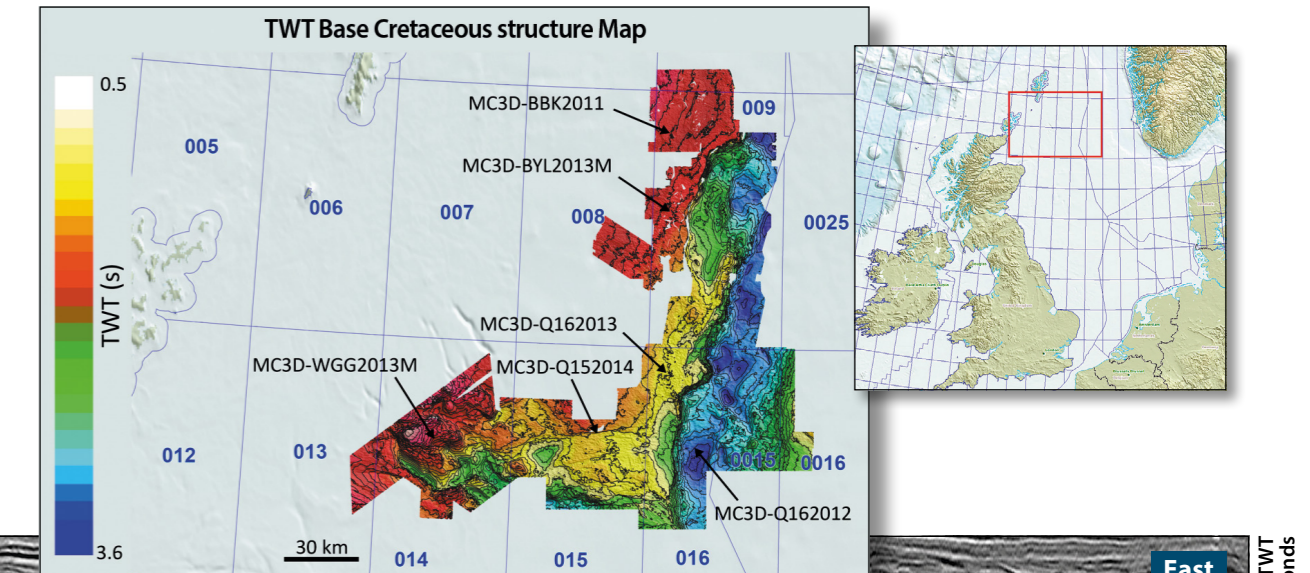 TWT Base Cretaceous structure Map
0.5
TWT (s)
3.6
MC3D-BBK2011
009
005
MC3D-BYL2013M
006
007
008
0025
MC3D-Q162013
MC3D-WGG2013M
MC3D-Q152014
012
013
0015
0016
MC3D-Q162012
30 km
014
015
016
East
TWT
onds